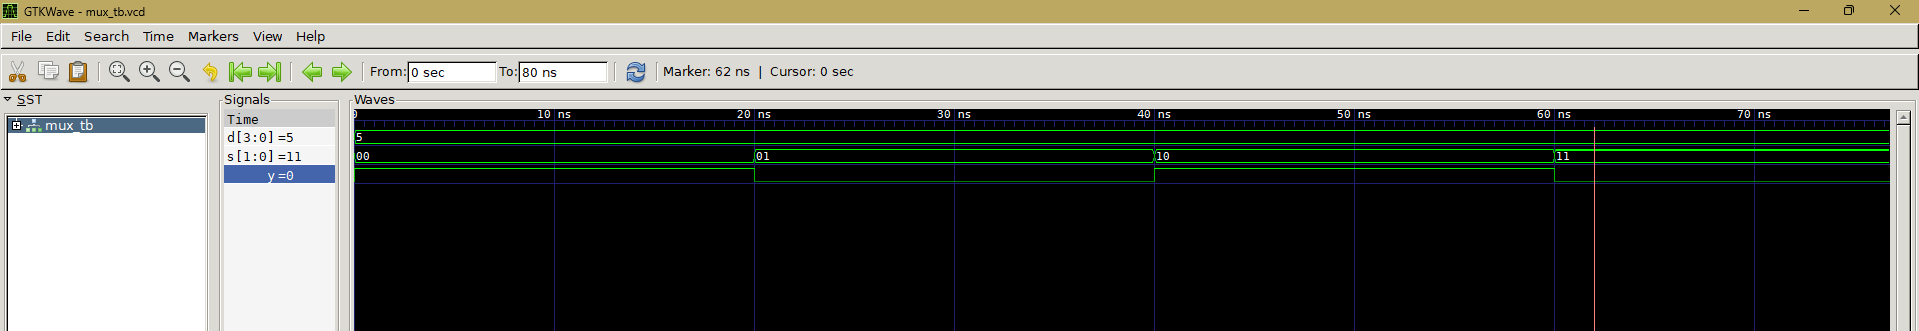 GTKWave - mux_tb.vcd
File Edit Search Time Markers View Help
From: 0 sec To: 80 ns Marker: 62 ns | Cursor: 0 sec
SST
mux_tb
Signals
Time
d[3:0] =5
s[1:0] =11
y =0
Waves
0 10 ns 20 ns 30 ns 40 ns 50 ns 60 ns 70 ns
5
00 01 10 11